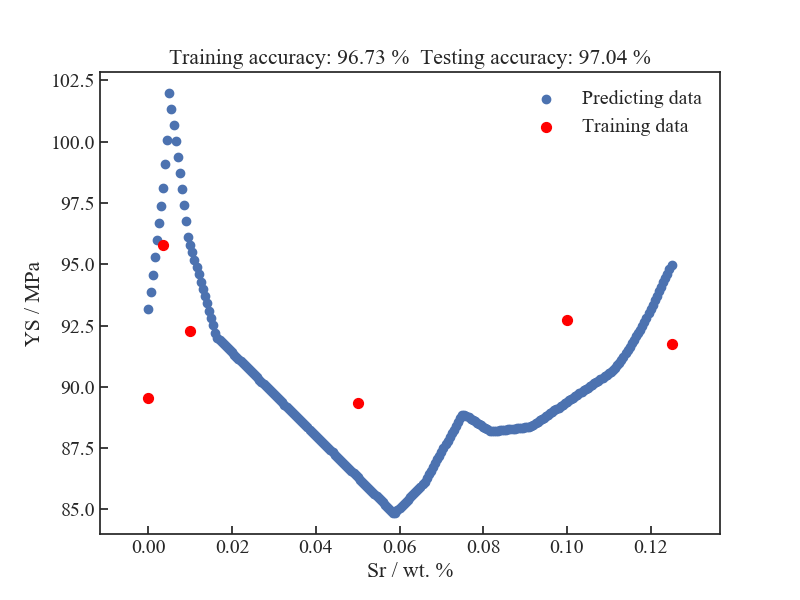 Training accuracy: 96.73 %  Testing accuracy: 97.04 %
102.5
100.0
97.5
95.0
92.5
90.0
87.5
85.0
YS / MPa
Predicting data
Training data
0.00 0.02 0.04 0.06 0.08 0.10 0.12
Sr / wt. %